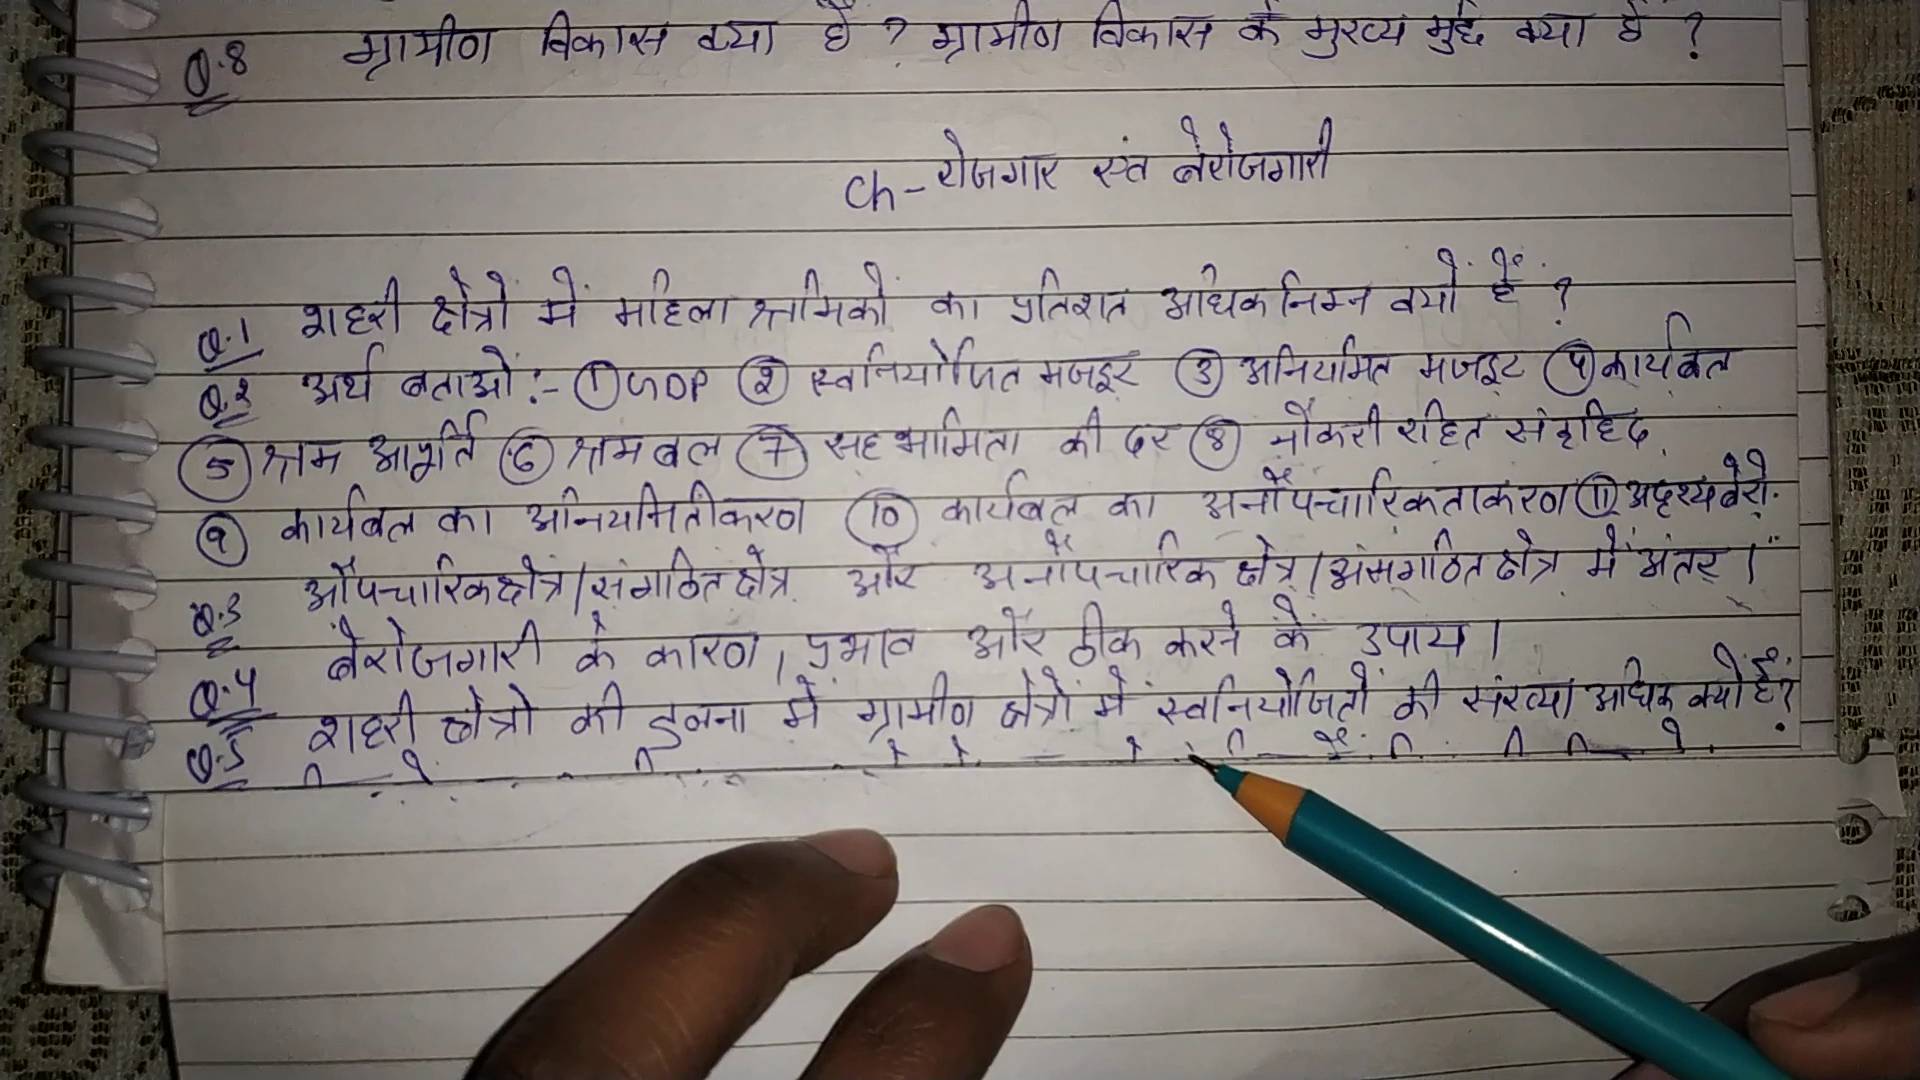 Q.8 ग्रामीण विकास क्या है ? ग्रामीण विकास के मुख्य मुद्दे क्या है ?
Ch - रोजगार एवं बेरोजगारी
Q.1 शहरी क्षेत्रों में महिला श्रमिकों का प्रतिशत अधिक निम्न क्यों है ?
Q.2 अर्थ बताओं :- ① GDP ② स्वनियोजित मजदूर ③ अनियमित मजदूर ④ कार्यबल
⑤ श्रम आपूर्ति ⑥ श्रम बल ⑦ सहभागिता की दर ⑧ नौकरी रहित संवृद्धि
⑨ कार्यबल का अनियमितीकरण ⑩ कार्यबल का अनौपचारिकताकरण ⑪ अदृश्य बेरो.
Q.3 औपचारिक क्षेत्र / संगठित क्षेत्र और अनौपचारिक क्षेत्र / असंगठित क्षेत्र में अंतर ।
Q.4 बेरोजगारी के कारण, प्रभाव और ठीक करने के उपाय ।
Q.5 शहरी क्षेत्रों की तुलना में ग्रामीण क्षेत्रों में स्वनियोजितों की संख्या अधिक क्यों है ?